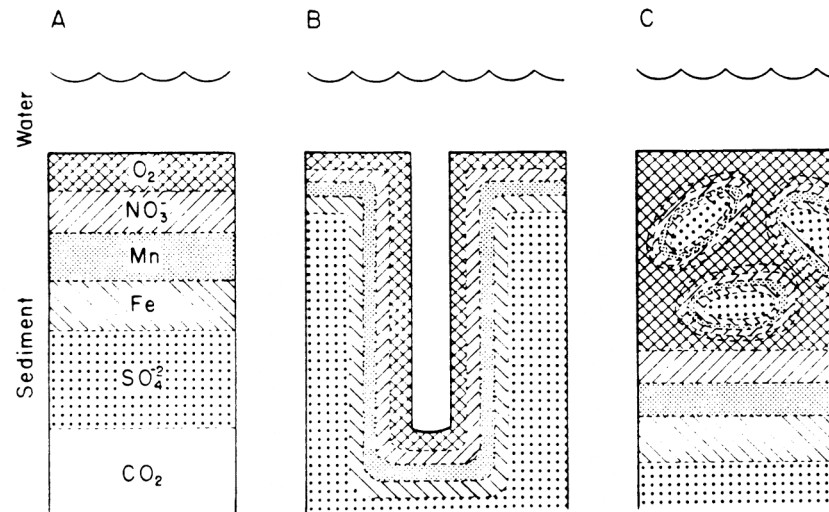 A
B
C
Water
Sediment
O₂
NO₃⁻
Mn
Fe
SO₄⁻²
CO₂